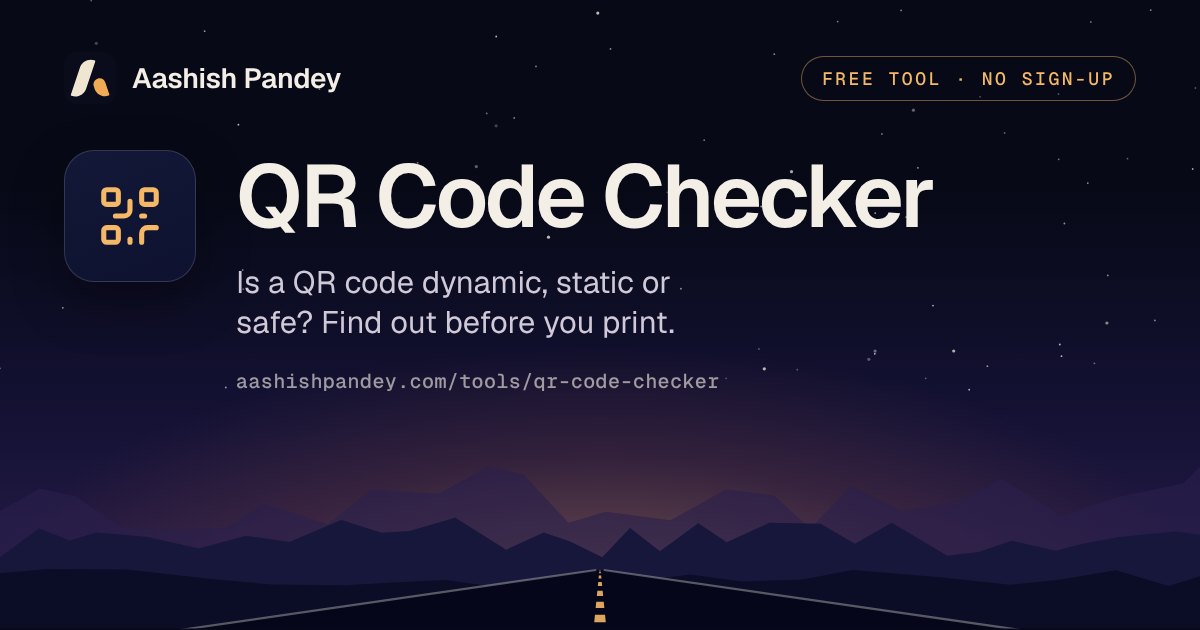 Aashish Pandey
FREE TOOL · NO SIGN-UP
QR Code Checker
Is a QR code dynamic, static or
safe? Find out before you print.
aashishpandey.com/tools/qr-code-checker